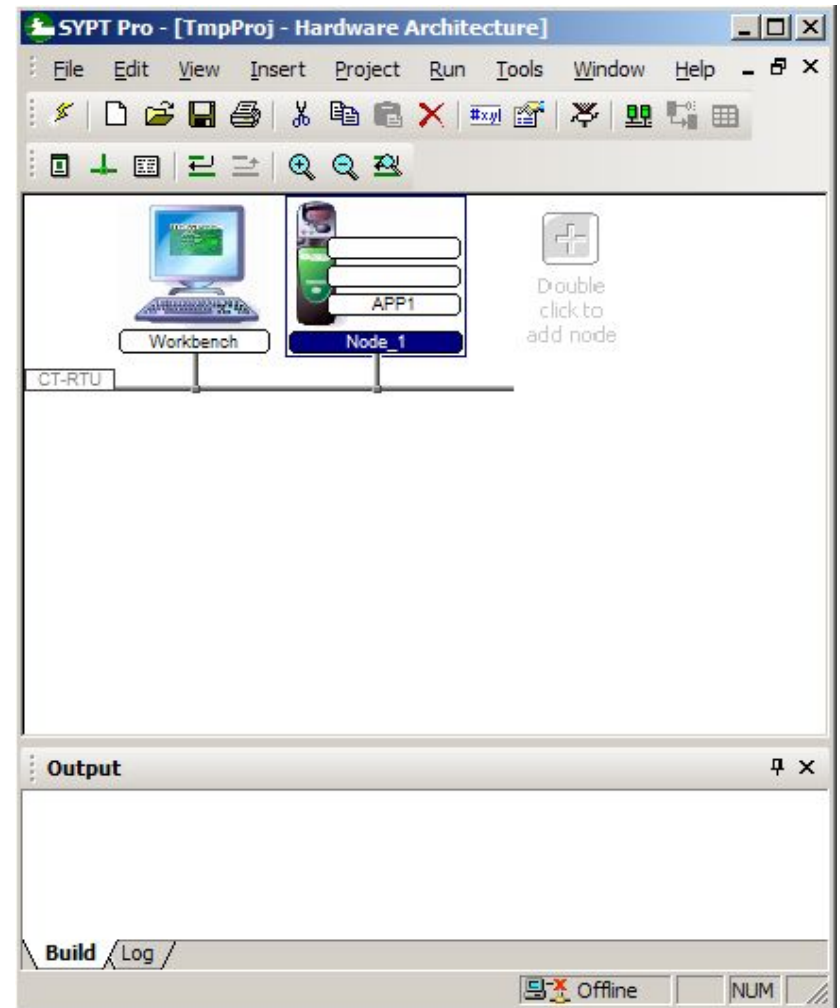 SYPT Pro - [TmpProj - Hardware Architecture]
File Edit View Insert Project Run Tools Window Help
#xy!
APP1
Workbench
Node_1
Double
click to
add node
CT-RTU
Output
Build Log
Offline NUM